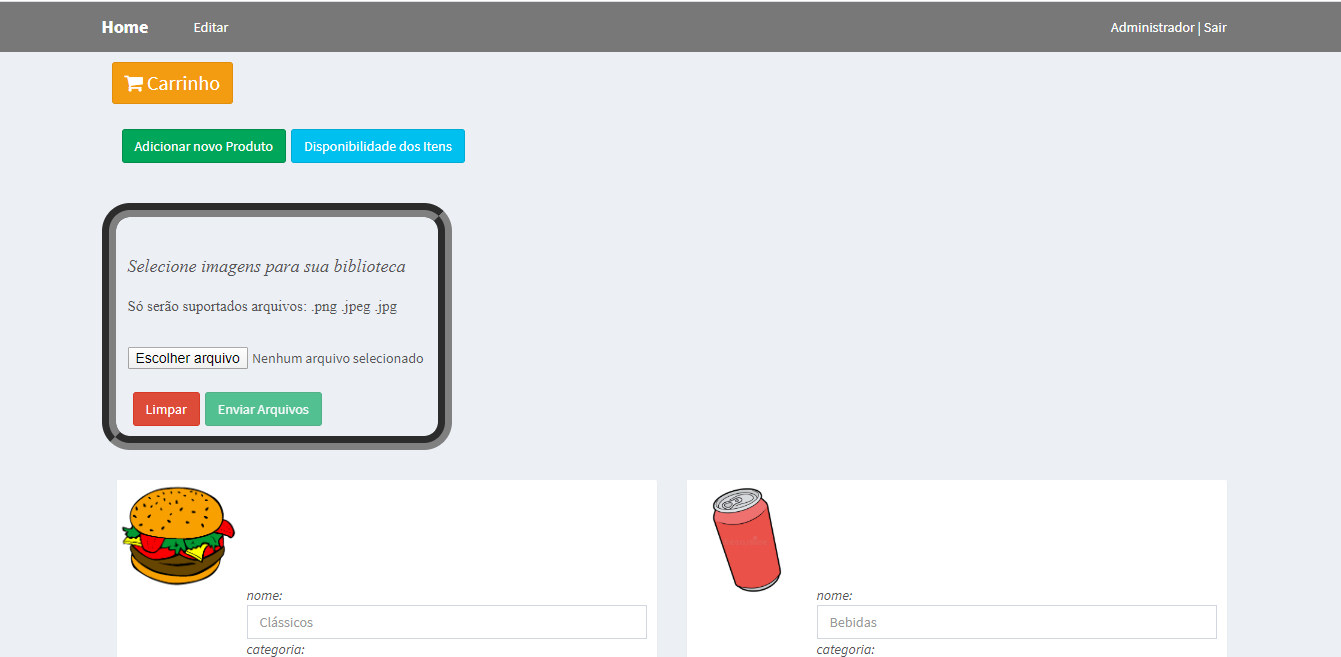 Home Editar Administrador | Sair
Carrinho
Adicionar novo Produto Disponibilidade dos Itens
Selecione imagens para sua biblioteca
Só serão suportados arquivos: .png .jpeg .jpg
Escolher arquivo Nenhum arquivo selecionado
Limpar Enviar Arquivos
nome: nome:
Clássicos Bebidas
categoria: categoria: